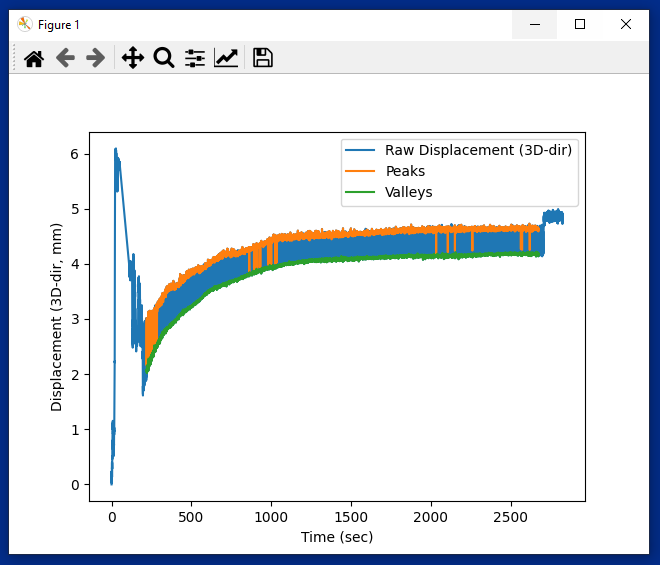 Figure 1
Raw Displacement (3D-dir)
Peaks
Valleys
6
5
4
3
2
1
0
Displacement (3D-dir, mm)
0 500 1000 1500 2000 2500
Time (sec)